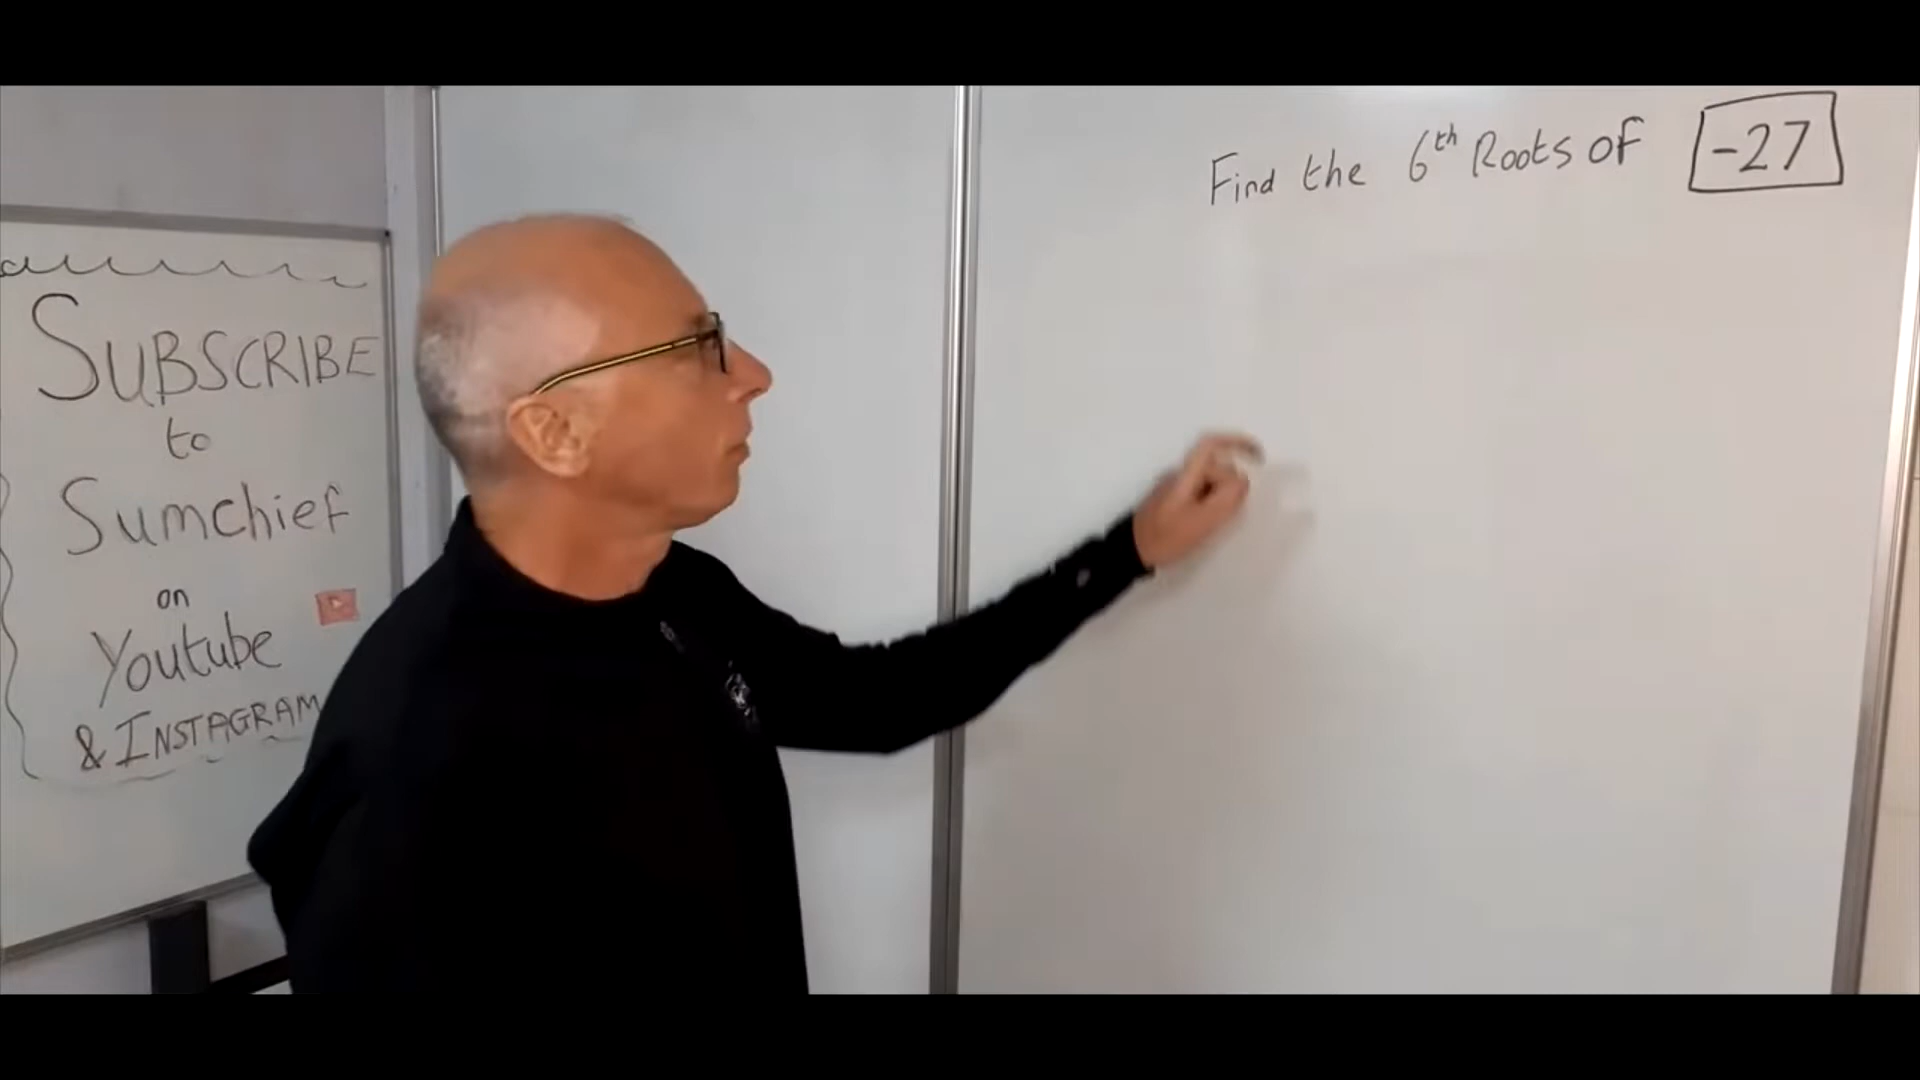 SUBSCRIBE
to
Sumchief
on
Youtube
& INSTAGRAM
Find the 6th Roots of -27